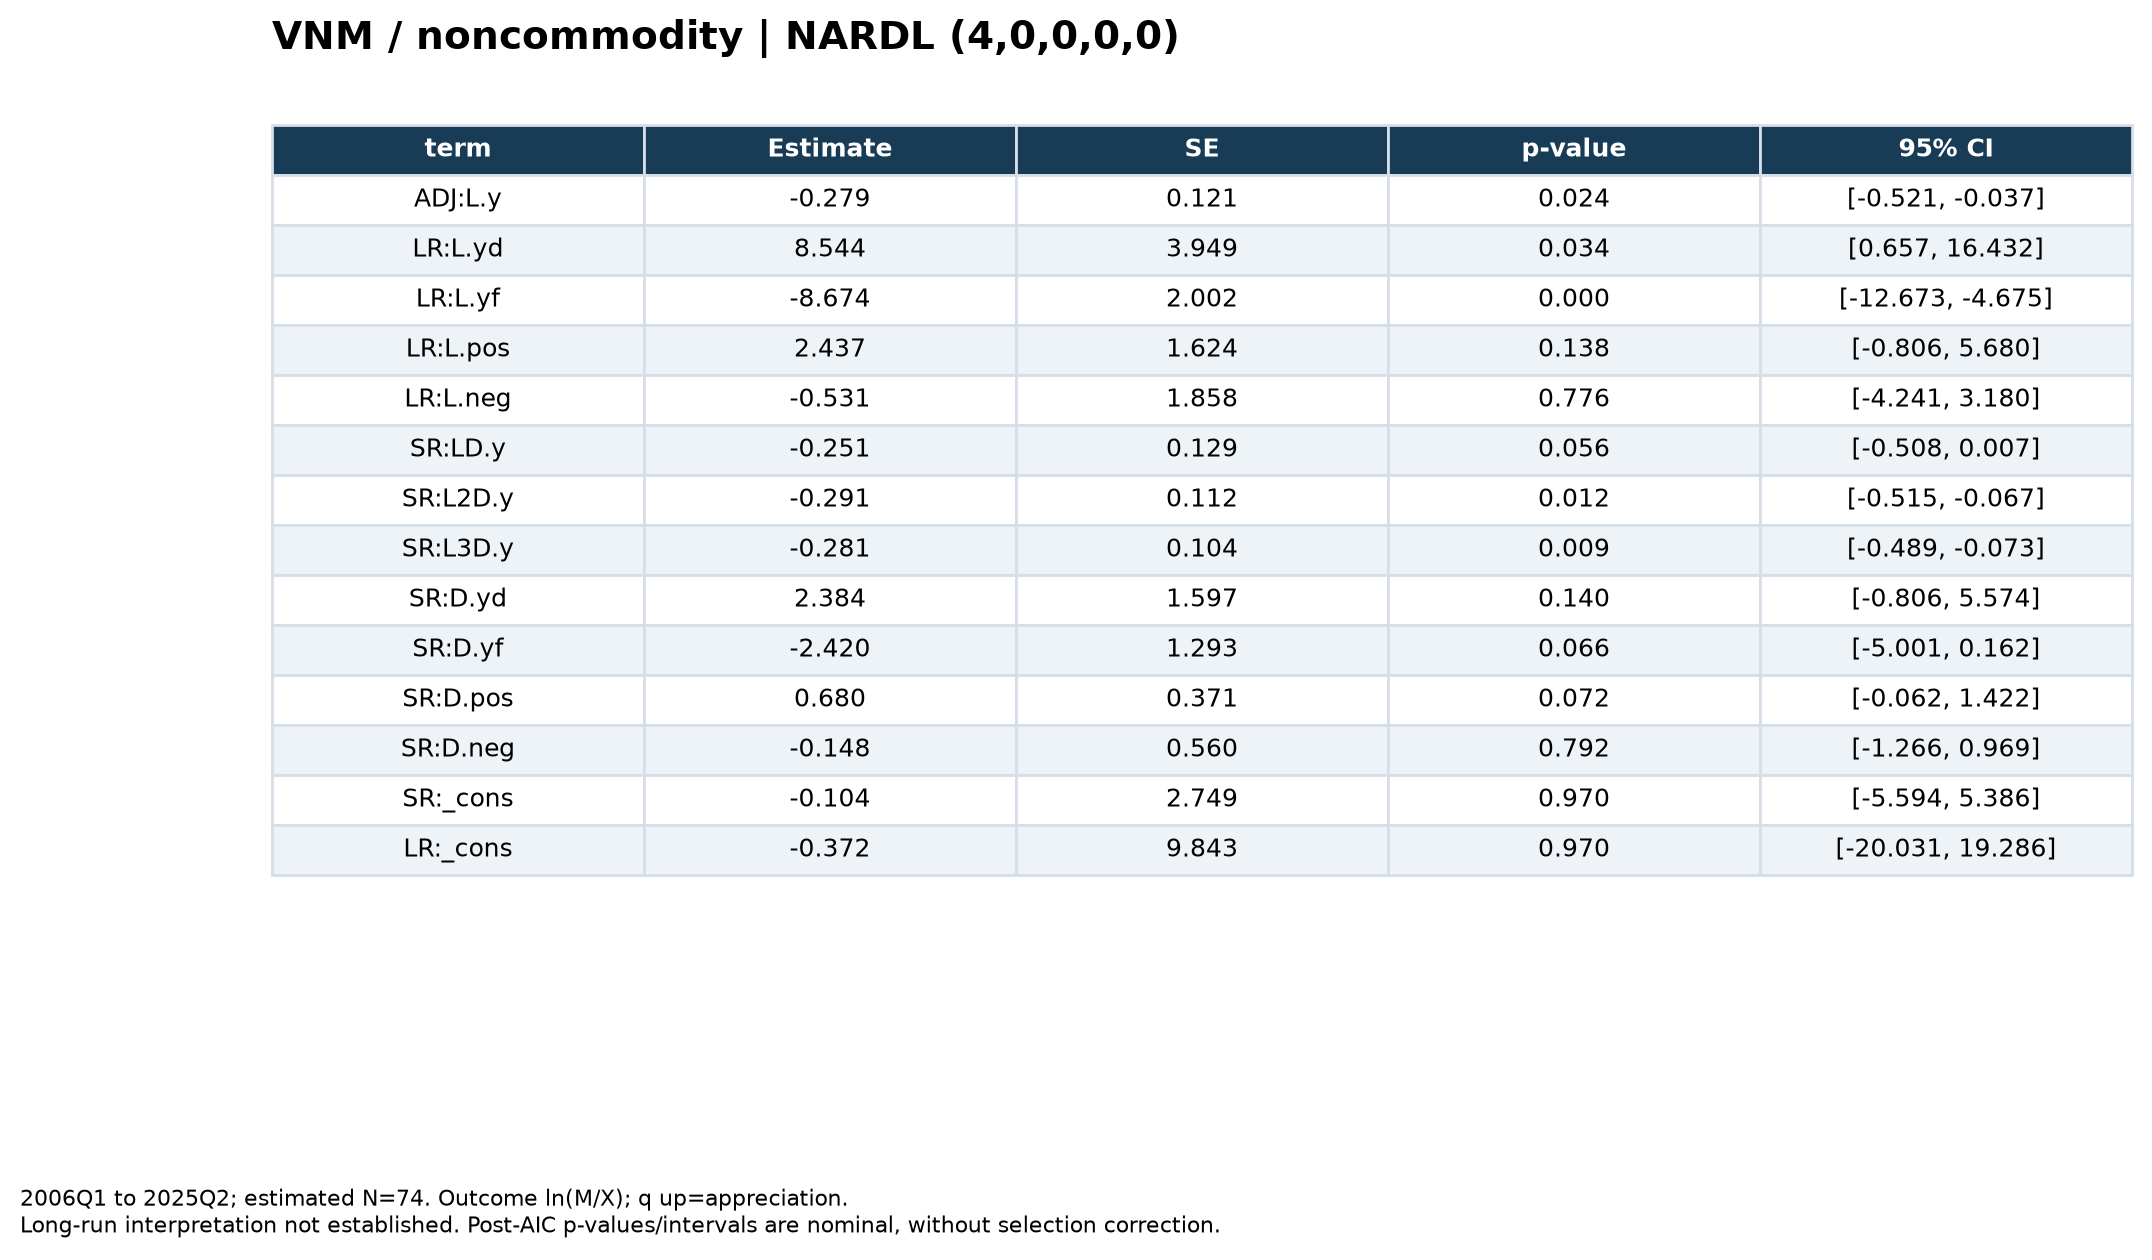 VNM / noncommodity | NARDL (4,0,0,0,0)
term Estimate SE p-value 95% CI
ADJ:L.y -0.279 0.121 0.024 [-0.521, -0.037]
LR:L.yd 8.544 3.949 0.034 [0.657, 16.432]
LR:L.yf -8.674 2.002 0.000 [-12.673, -4.675]
LR:L.pos 2.437 1.624 0.138 [-0.806, 5.680]
LR:L.neg -0.531 1.858 0.776 [-4.241, 3.180]
SR:LD.y -0.251 0.129 0.056 [-0.508, 0.007]
SR:L2D.y -0.291 0.112 0.012 [-0.515, -0.067]
SR:L3D.y -0.281 0.104 0.009 [-0.489, -0.073]
SR:D.yd 2.384 1.597 0.140 [-0.806, 5.574]
SR:D.yf -2.420 1.293 0.066 [-5.001, 0.162]
SR:D.pos 0.680 0.371 0.072 [-0.062, 1.422]
SR:D.neg -0.148 0.560 0.792 [-1.266, 0.969]
SR:_cons -0.104 2.749 0.970 [-5.594, 5.386]
LR:_cons -0.372 9.843 0.970 [-20.031, 19.286]
2006Q1 to 2025Q2; estimated N=74. Outcome ln(M/X); q up=appreciation.
Long-run interpretation not established. Post-AIC p-values/intervals are nominal, without selection correction.